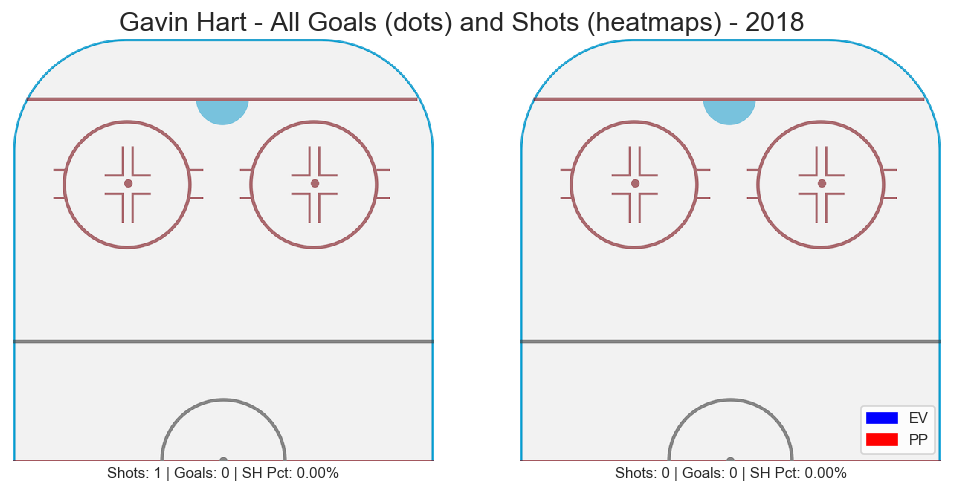 Gavin Hart - All Goals (dots) and Shots (heatmaps) - 2018
EV
PP
Shots: 1 | Goals: 0 | SH Pct: 0.00%
Shots: 0 | Goals: 0 | SH Pct: 0.00%